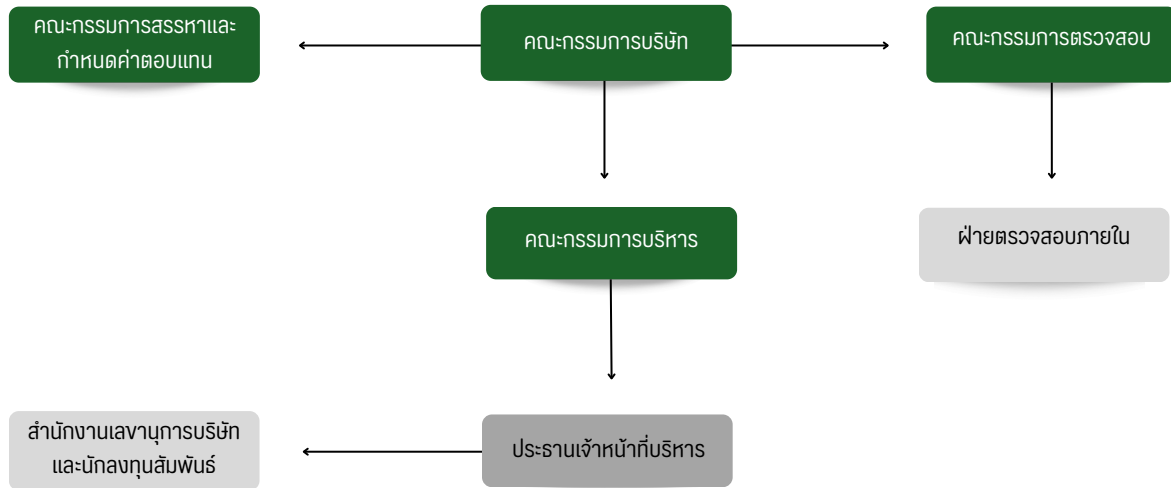 คณะกรรมการสรรหาและ
กำหนดค่าตอบแทน
คณะกรรมการบริษัท
คณะกรรมการตรวจสอบ
คณะกรรมการบริหาร
ฝ่ายตรวจสอบภายใน
สำนักงานเลขานุการบริษัท
และนักลงทุนสัมพันธ์
ประธานเจ้าหน้าที่บริหาร